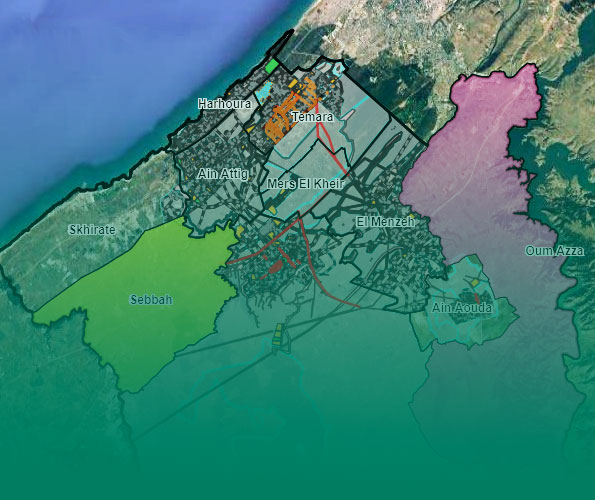 Harhoura
Temara
Ain Attig
Mers El Kheir
El Menzeh
Skhirate
Oum Azza
Sebbah
Ain Aouda